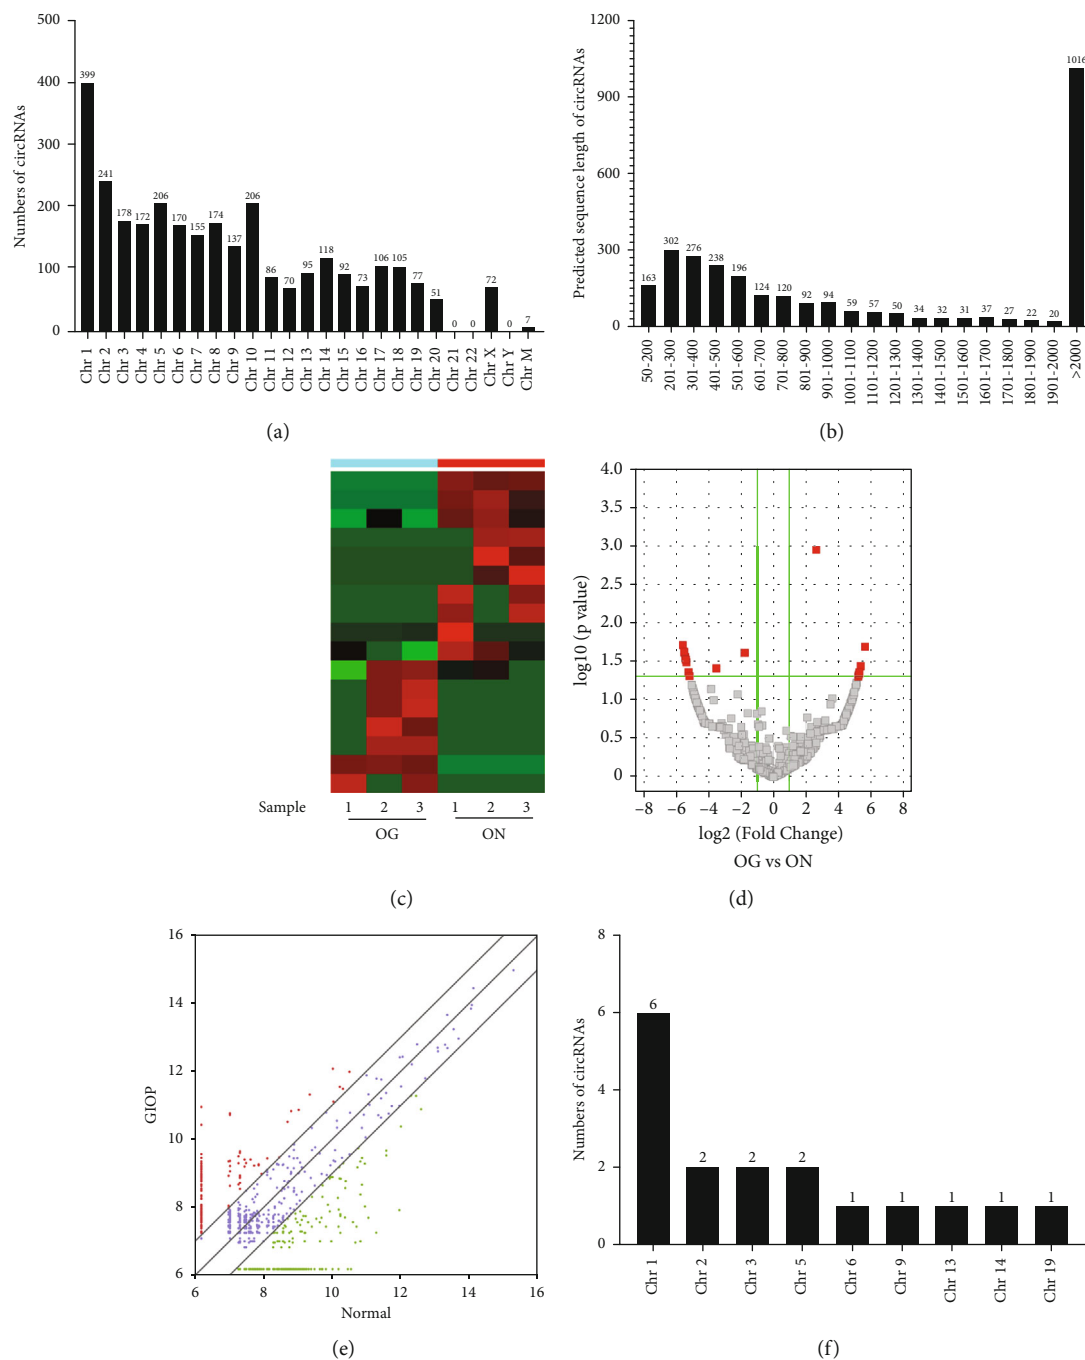 500
400
300
200
100
0
Numbers of circRNAs
399
241
178
172
206
170
155
174
137
206
86
70
95
118
92
73
106
105
77
51
0
0
72
0
7
Chr 1
Chr 2
Chr 3
Chr 4
Chr 5
Chr 6
Chr 7
Chr 8
Chr 9
Chr 10
Chr 11
Chr 12
Chr 13
Chr 14
Chr 15
Chr 16
Chr 17
Chr 18
Chr 19
Chr 20
Chr 21
Chr 22
Chr X
Chr Y
Chr M
(a)
1200
900
600
300
0
Predicted sequence length of circRNAs
163
302
276
238
196
124
120
92
94
59
57
50
34
32
31
37
27
22
20
1016
50-200
201-300
301-400
401-500
501-600
601-700
701-800
801-900
901-1000
1001-1100
1101-1200
1201-1300
1301-1400
1401-1500
1501-1600
1601-1700
1701-1800
1801-1900
1901-2000
>2000
(b)
Sample
1 2 3 1 2 3
OG ON
(c)
4.0
3.5
3.0
2.5
2.0
1.5
1.0
0.5
0
log10 (p value)
−8 −6 −4 −2 0 2 4 6 8
log2 (Fold Change)
OG vs ON
(d)
16
14
12
10
8
6
GIOP
6 8 10 12 14 16
Normal
(e)
8
6
4
2
0
Numbers of circRNAs
6
2
2
2
1
1
1
1
1
Chr 1
Chr 2
Chr 3
Chr 5
Chr 6
Chr 9
Chr 13
Chr 14
Chr 19
(f)